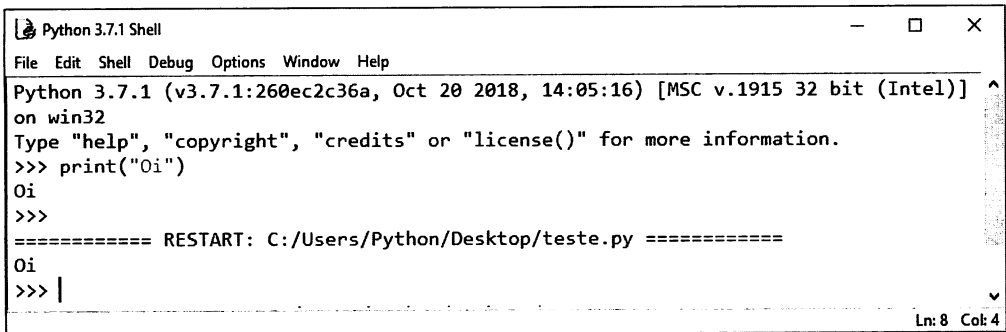 Python 3.7.1 Shell
File Edit Shell Debug Options Window Help
Python 3.7.1 (v3.7.1:260ec2c36a, Oct 20 2018, 14:05:16) [MSC v.1915 32 bit (Intel)]
on win32
Type "help", "copyright", "credits" or "license()" for more information.
>>> print("Oi")
Oi
>>>
============ RESTART: C:/Users/Python/Desktop/teste.py ============
Oi
>>>
Ln: 8 Col: 4